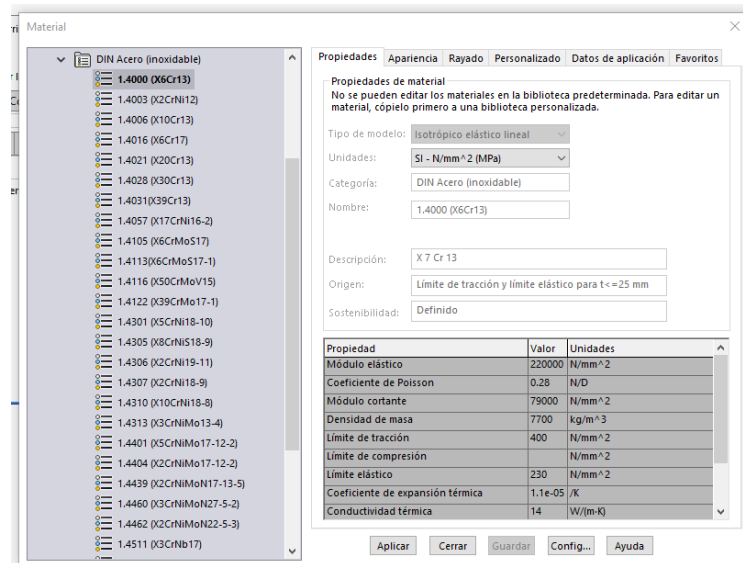 Material
DIN Acero (inoxidable)
1.4000 (X6Cr13)
1.4003 (X2CrNi12)
1.4006 (X10Cr13)
1.4016 (X6Cr17)
1.4021 (X20Cr13)
1.4028 (X30Cr13)
1.4031(X39Cr13)
1.4057 (X17CrNi16-2)
1.4105 (X6CrMoS17)
1.4113(X6CrMoS17-1)
1.4116 (X50CrMoV15)
1.4122 (X39CrMo17-1)
1.4301 (X5CrNi18-10)
1.4305 (X8CrNiS18-9)
1.4306 (X2CrNi19-11)
1.4307 (X2CrNi18-9)
1.4310 (X10CrNi18-8)
1.4313 (X3CrNiMo13-4)
1.4401 (X5CrNiMo17-12-2)
1.4404 (X2CrNiMo17-12-2)
1.4439 (X2CrNiMoN17-13-5)
1.4460 (X3CrNiMoN27-5-2)
1.4462 (X2CrNiMoN22-5-3)
1.4511 (X3CrNb17)
Propiedades Apariencia Rayado Personalizado Datos de aplicación Favoritos
Propiedades de material
No se pueden editar los materiales en la biblioteca predeterminada. Para editar un
material, cópielo primero a una biblioteca personalizada.
Tipo de modelo: Isotrópico elástico lineal
Unidades: SI - N/mm^2 (MPa)
Categoría: DIN Acero (inoxidable)
Nombre: 1.4000 (X6Cr13)
Descripción: X 7 Cr 13
Origen: Límite de tracción y límite elástico para t<=25 mm
Sostenibilidad: Definido
Propiedad Valor Unidades
Módulo elástico 220000 N/mm^2
Coeficiente de Poisson 0.28 N/D
Módulo cortante 79000 N/mm^2
Densidad de masa 7700 kg/m^3
Límite de tracción 400 N/mm^2
Límite de compresión N/mm^2
Límite elástico 230 N/mm^2
Coeficiente de expansión térmica 1.1e-05 /K
Conductividad térmica 14 W/(m·K)
Aplicar Cerrar Guardar Config... Ayuda